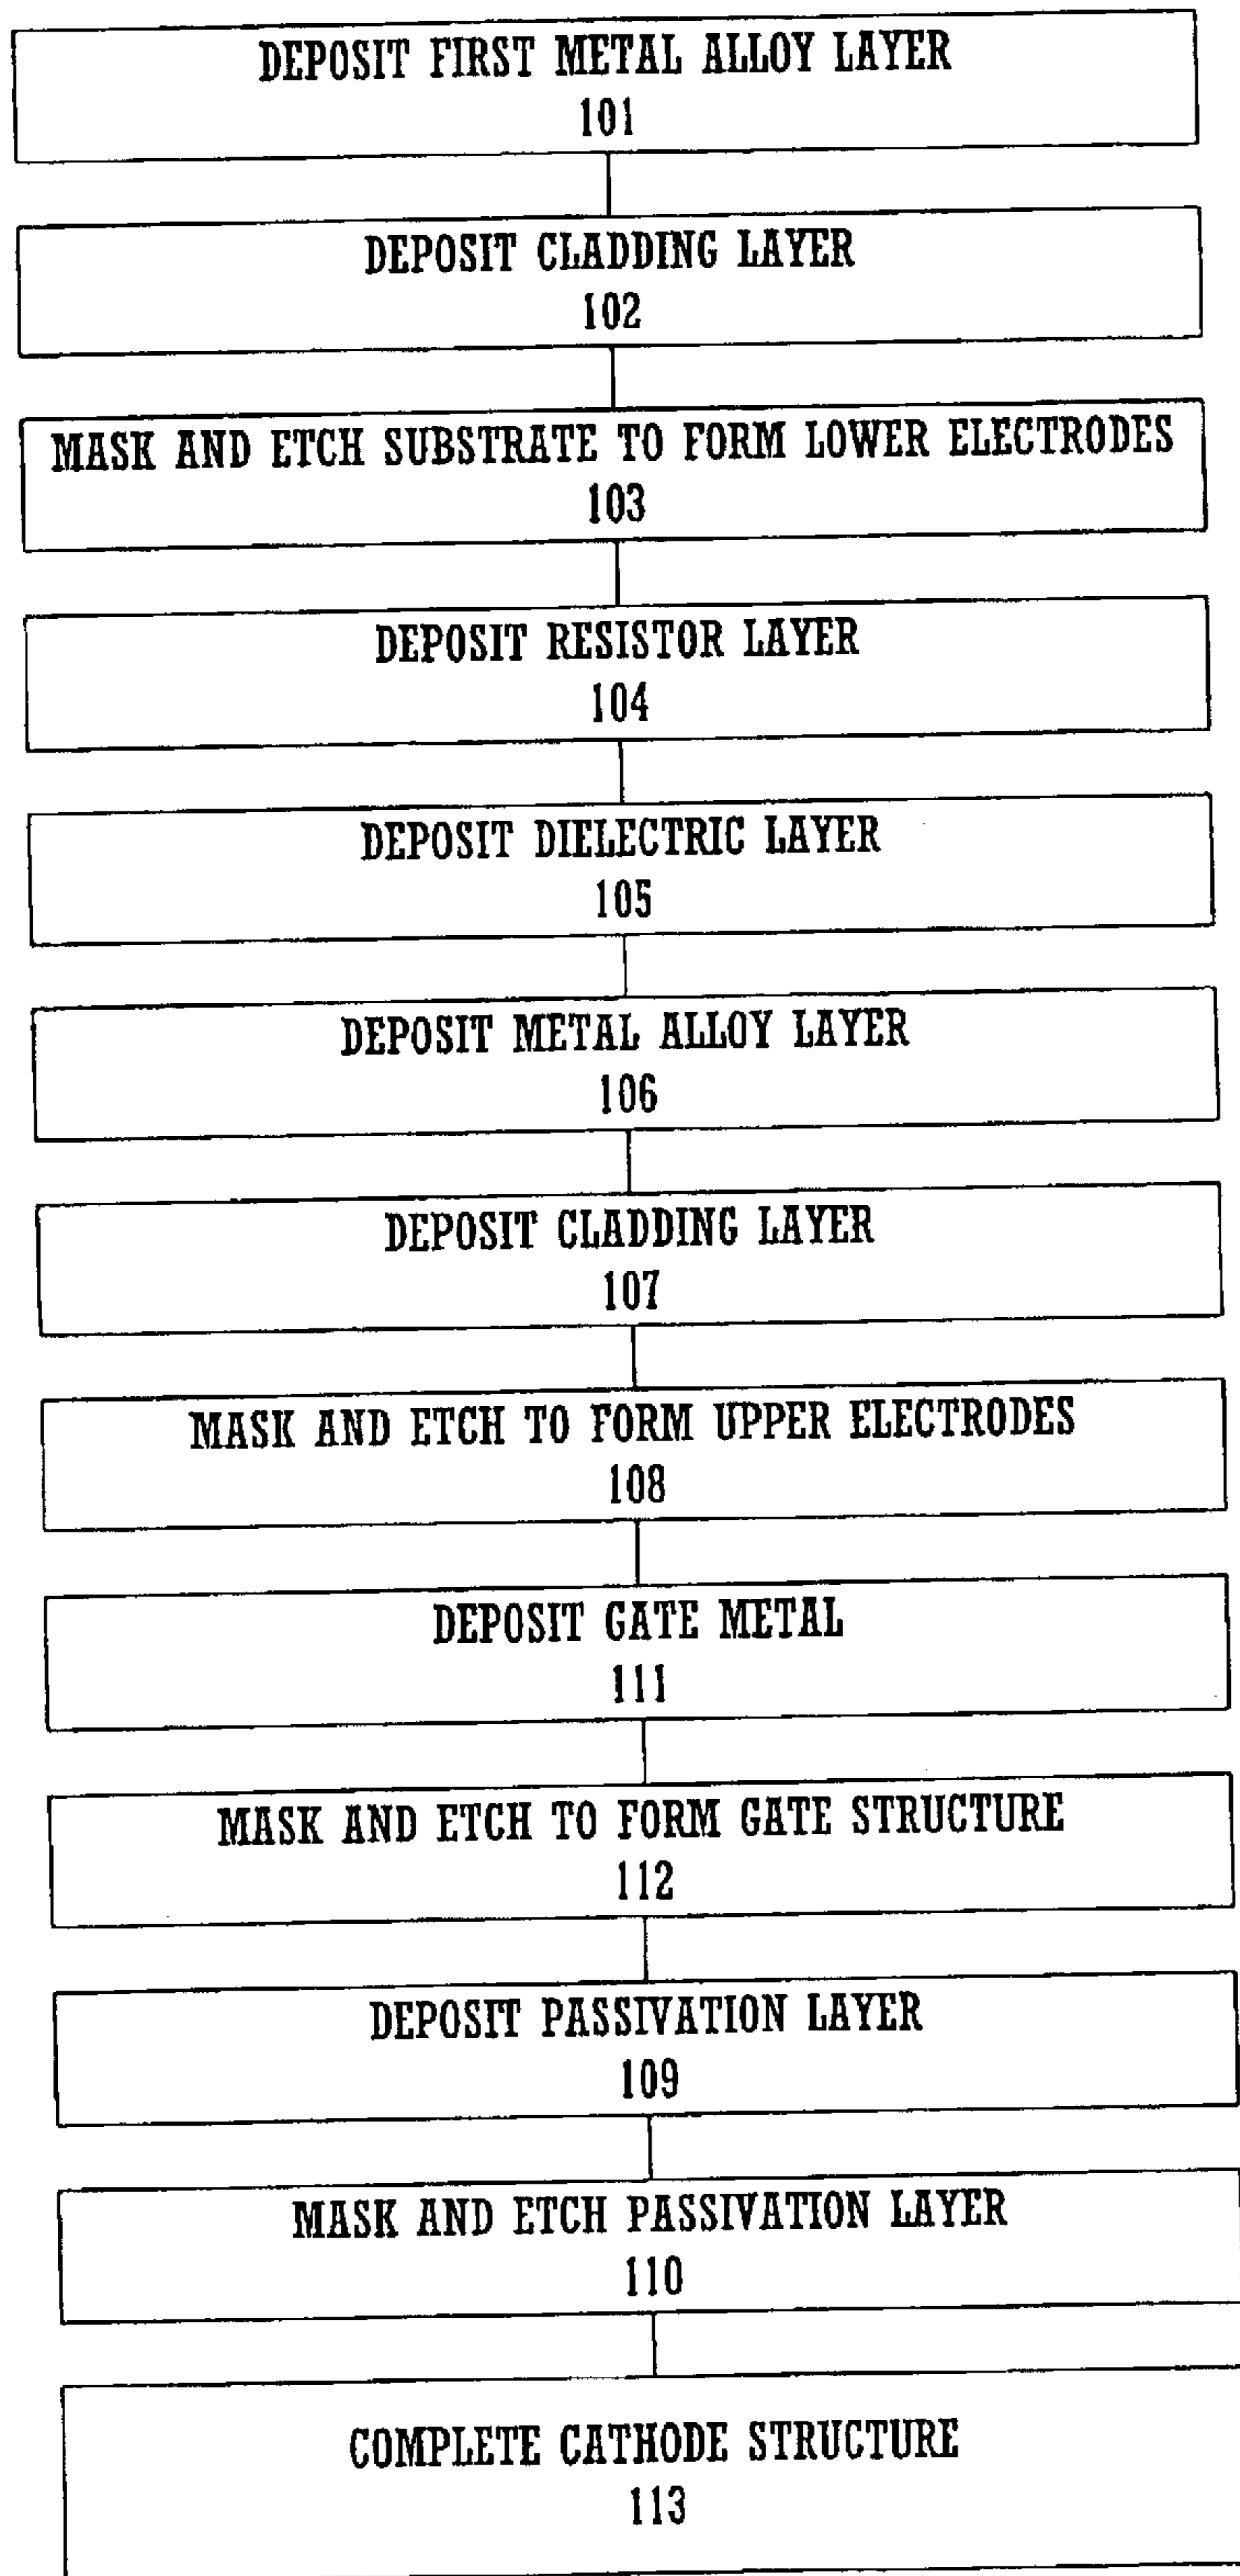 DEPOSIT FIRST METAL ALLOY LAYER
101
DEPOSIT CLADDING LAYER
102
MASK AND ETCH SUBSTRATE TO FORM LOWER ELECTRODES
103
DEPOSIT RESISTOR LAYER
104
DEPOSIT DIELECTRIC LAYER
105
DEPOSIT METAL ALLOY LAYER
106
DEPOSIT CLADDING LAYER
107
MASK AND ETCH TO FORM UPPER ELECTRODES
108
DEPOSIT GATE METAL
111
MASK AND ETCH TO FORM GATE STRUCTURE
112
DEPOSIT PASSIVATION LAYER
109
MASK AND ETCH PASSIVATION LAYER
110
COMPLETE CATHODE STRUCTURE
113